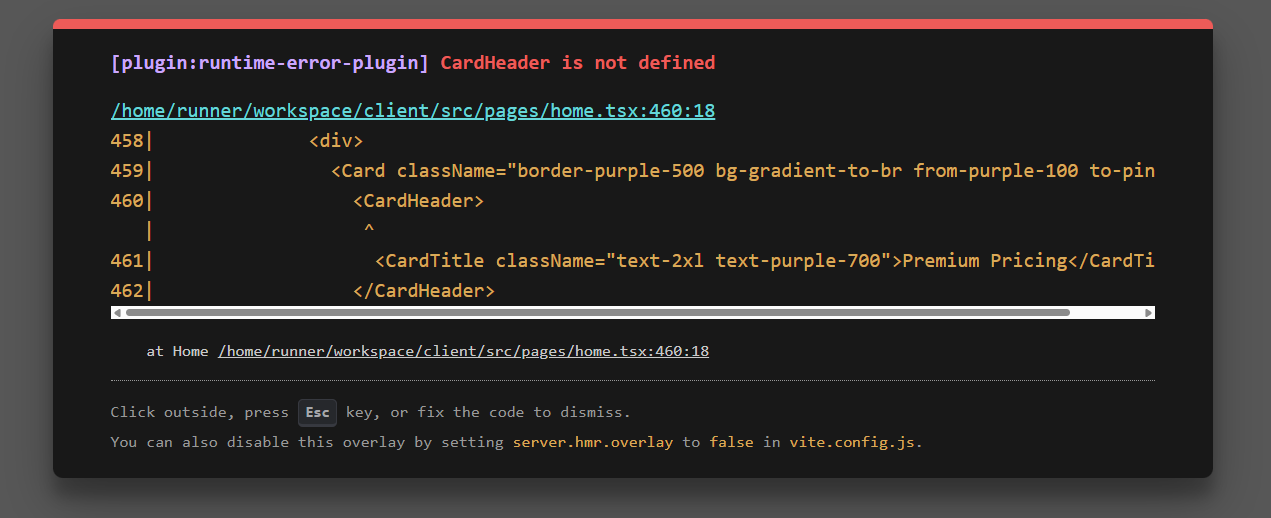 [plugin:runtime-error-plugin] CardHeader is not defined
/home/runner/workspace/client/src/pages/home.tsx:460:18
458|              <div>
459|                <Card className="border-purple-500 bg-gradient-to-br from-purple-100 to-pin
460|                  <CardHeader>
   |                   ^
461|                    <CardTitle className="text-2xl text-purple-700">Premium Pricing</CardTi
462|                  </CardHeader>
at Home /home/runner/workspace/client/src/pages/home.tsx:460:18
Click outside, press Esc key, or fix the code to dismiss.
You can also disable this overlay by setting server.hmr.overlay to false in vite.config.js.